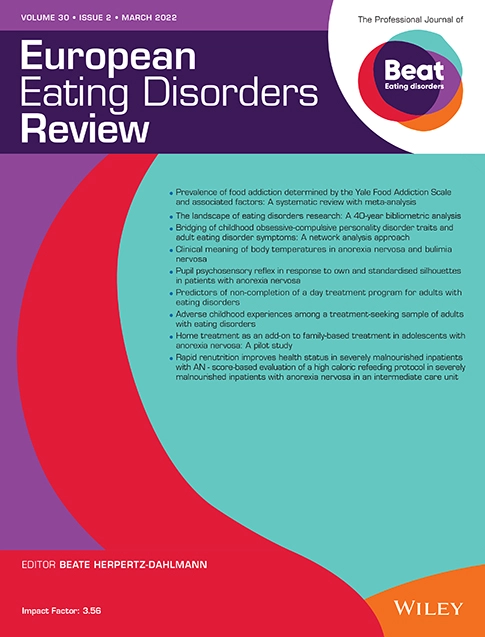 VOLUME 30 • ISSUE 2 • MARCH 2022
The Professional Journal of
Beat
Eating disorders
European
Eating Disorders
Review
• Prevalence of food addiction determined by the Yale Food Addiction Scale
and associated factors: A systematic review with meta-analysis
• The landscape of eating disorders research: A 40-year bibliometric analysis
• Bridging of childhood obsessive-compulsive personality disorder traits and
adult eating disorder symptoms: A network analysis approach
• Clinical meaning of body temperatures in anorexia nervosa and bulimia
nervosa
• Pupil psychosensory reflex in response to own and standardised silhouettes
in patients with anorexia nervosa
• Predictors of non-completion of a day treatment program for adults with
eating disorders
• Adverse childhood experiences among a treatment-seeking sample of adults
with eating disorders
• Home treatment as an add-on to family-based treatment in adolescents with
anorexia nervosa: A pilot study
• Rapid renutrition improves health status in severely malnourished inpatients
with AN - score-based evaluation of a high caloric refeeding protocol in severely
malnourished inpatients with anorexia nervosa in an intermediate care unit
EDITOR BEATE HERPERTZ-DAHLMANN
Impact Factor: 3.56
WILEY